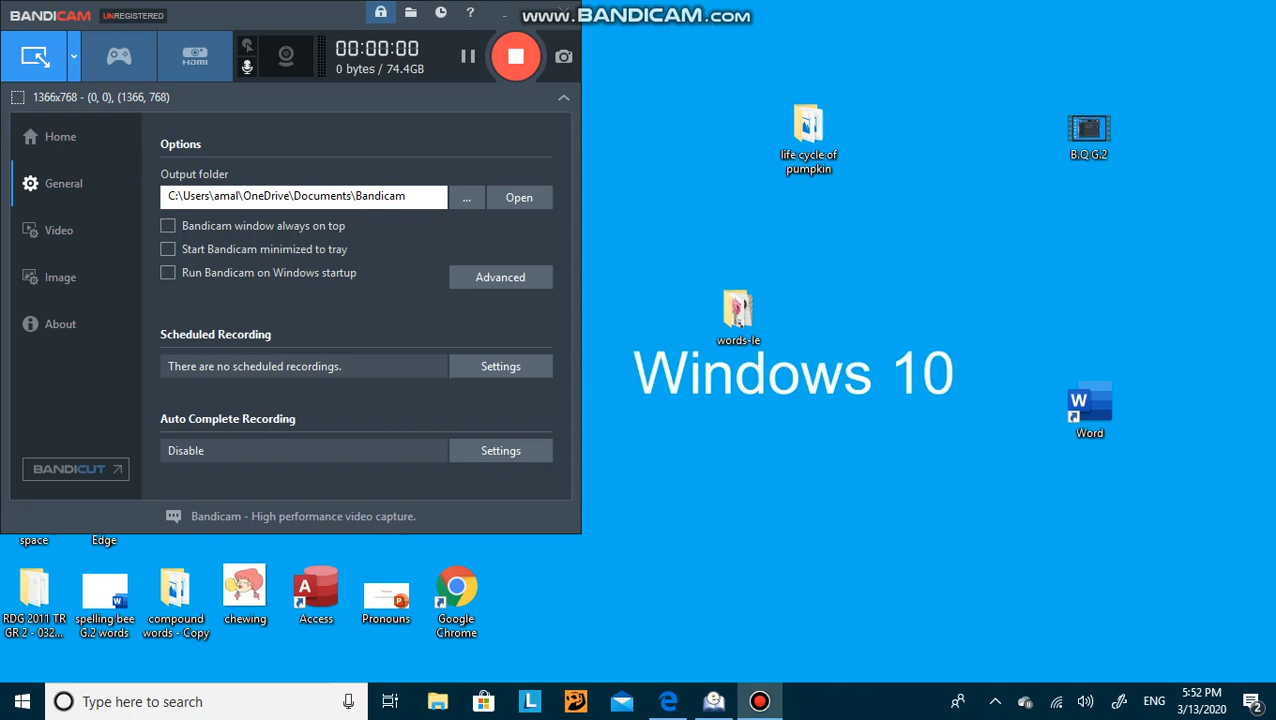 BANDICAM UNREGISTERED
www.BANDICAM.com
HDMI
00:00:00
0 bytes / 74.4GB
1366x768 - (0, 0), (1366, 768)
Home
General
Video
Image
About
BANDICUT
Options
Output folder
C:\Users\amal\OneDrive\Documents\Bandicam
...
Open
Bandicam window always on top
Start Bandicam minimized to tray
Run Bandicam on Windows startup
Advanced
Scheduled Recording
There are no scheduled recordings.
Settings
Auto Complete Recording
Disable
Settings
Bandicam - High performance video capture.
life cycle of
pumpkin
B.Q G.2
words-le
Windows 10
Word
space
Edge
RDG 2011 TR
GR 2 - 032...
spelling bee
G.2 words
compound
words - Copy
chewing
Access
Pronouns
Google
Chrome
Type here to search
ENG
5:52 PM
3/13/2020
2